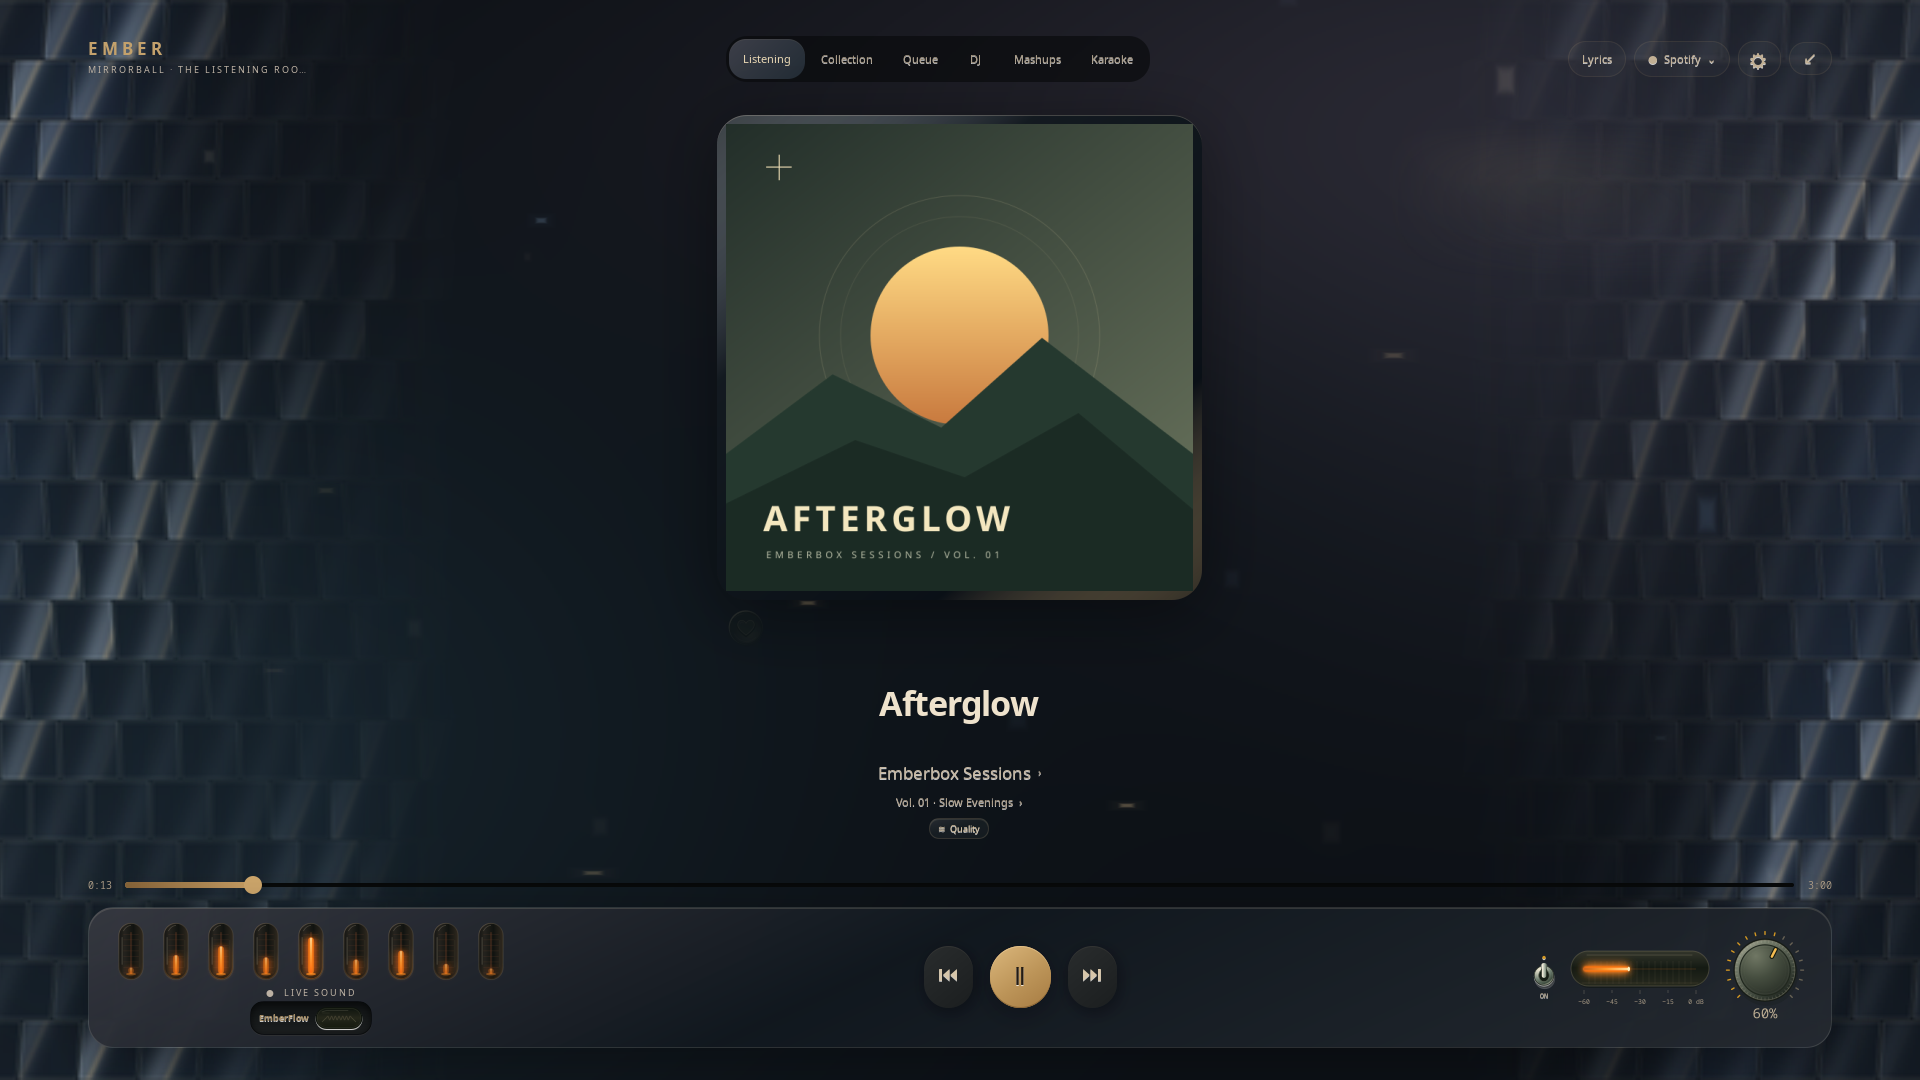 EMBER
MIRRORBALL · THE LISTENING ROO…
Listening
Collection
Queue
DJ
Mashups
Karaoke
Lyrics
Spotify
AFTERGLOW
EMBERBOX SESSIONS / VOL. 01
Afterglow
Emberbox Sessions ›
Vol. 01 · Slow Evenings ›
≋ Quality
0:13
3:00
LIVE SOUND
EmberFlow
ON
−60 −45 −30 −15 0 dB
60%